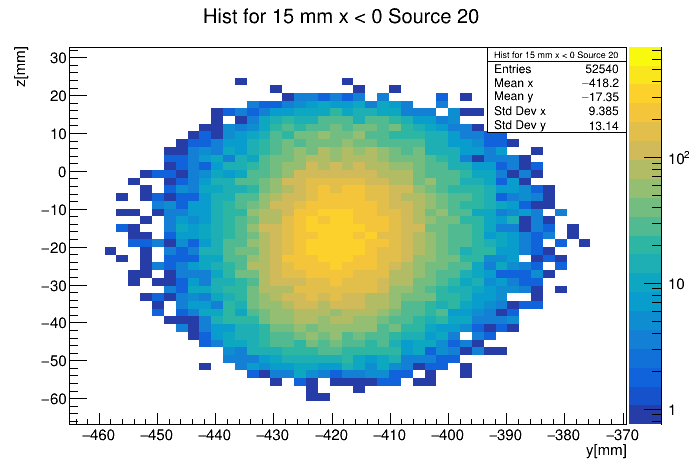 Hist for 15 mm x < 0 Source 20
z[mm]
Hist for 15 mm x < 0 Source 20
Entries 52540
Mean x −418.2
Mean y −17.35
Std Dev x 9.385
Std Dev y 13.14
30
20
10
0
−10
−20
−30
−40
−50
−60
−460 −450 −440 −430 −420 −410 −400 −390 −380 −370
y[mm]
10²
10
1